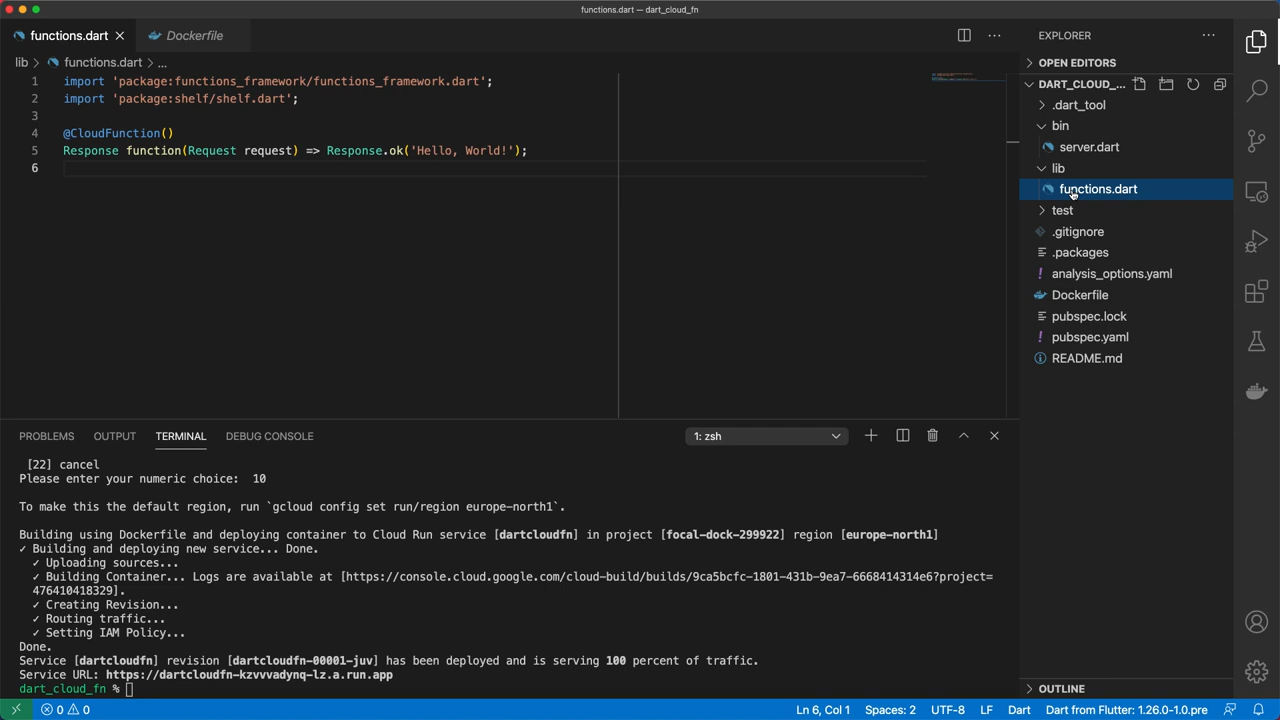 functions.dart — dart_cloud_fn
functions.dart
Dockerfile
lib
functions.dart
...
1 import 'package:functions_framework/functions_framework.dart';
2 import 'package:shelf/shelf.dart';
3
4 @CloudFunction()
5 Response function(Request request) => Response.ok('Hello, World!');
6
EXPLORER
OPEN EDITORS
DART_CLOUD_...
.dart_tool
bin
server.dart
lib
functions.dart
test
.gitignore
.packages
analysis_options.yaml
Dockerfile
pubspec.lock
pubspec.yaml
README.md
OUTLINE
PROBLEMS
OUTPUT
TERMINAL
DEBUG CONSOLE
1: zsh
[22] cancel
Please enter your numeric choice:  10
To make this the default region, run `gcloud config set run/region europe-north1`.
Building using Dockerfile and deploying container to Cloud Run service [dartcloudfn] in project [focal-dock-299922] region [europe-north1]
✓ Building and deploying new service... Done.
✓ Uploading sources...
✓ Building Container... Logs are available at [https://console.cloud.google.com/cloud-build/builds/9ca5bcfc-1801-431b-9ea7-6668414314e6?project=
476410418329].
✓ Creating Revision...
✓ Routing traffic...
✓ Setting IAM Policy...
Done.
Service [dartcloudfn] revision [dartcloudfn-00001-juv] has been deployed and is serving 100 percent of traffic.
Service URL: https://dartcloudfn-kzvvvadynq-lz.a.run.app
dart_cloud_fn %
0
0
Ln 6, Col 1
Spaces: 2
UTF-8
LF
Dart
Dart from Flutter: 1.26.0-1.0.pre